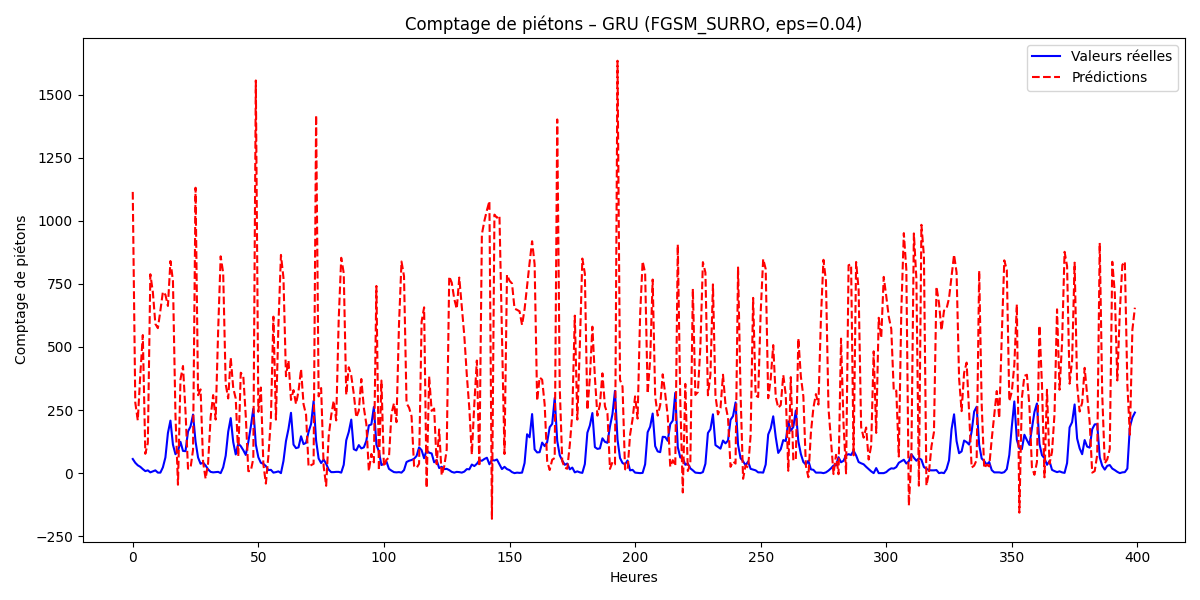 Comptage de piétons – GRU (FGSM_SURRO, eps=0.04)
Valeurs réelles
Prédictions
Comptage de piétons
1500
1250
1000
750
500
250
0
−250
0 50 100 150 200 250 300 350 400
Heures